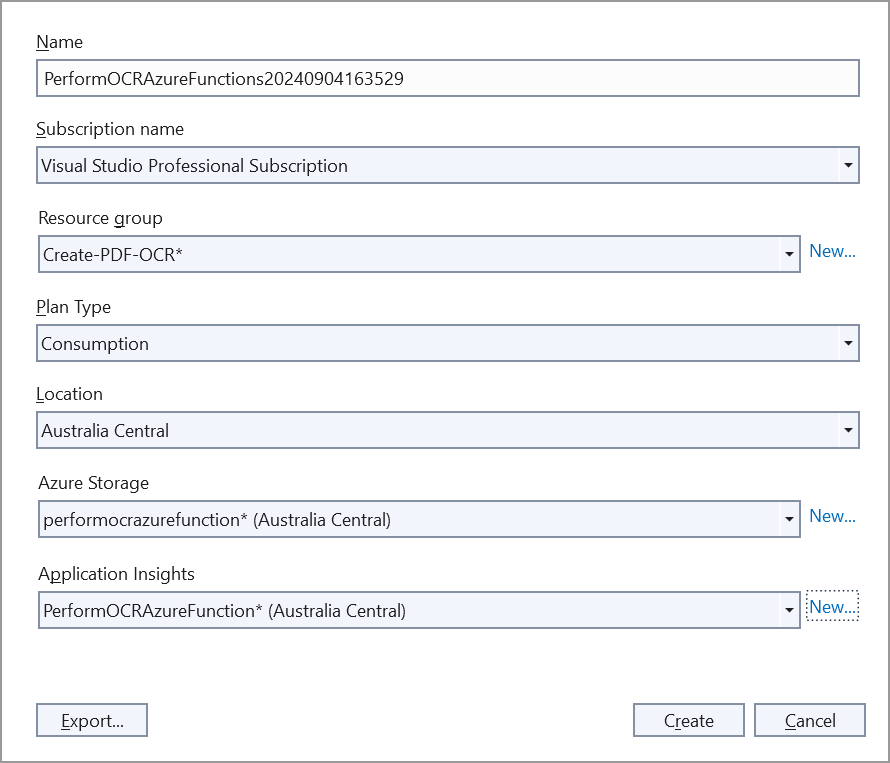 Name
PerformOCRAzureFunctions20240904163529
Subscription name
Visual Studio Professional Subscription
Resource group
Create-PDF-OCR*
New...
Plan Type
Consumption
Location
Australia Central
Azure Storage
performocrazurefunction* (Australia Central)
New...
Application Insights
PerformOCRAzureFunction* (Australia Central)
New...
Export...
Create
Cancel